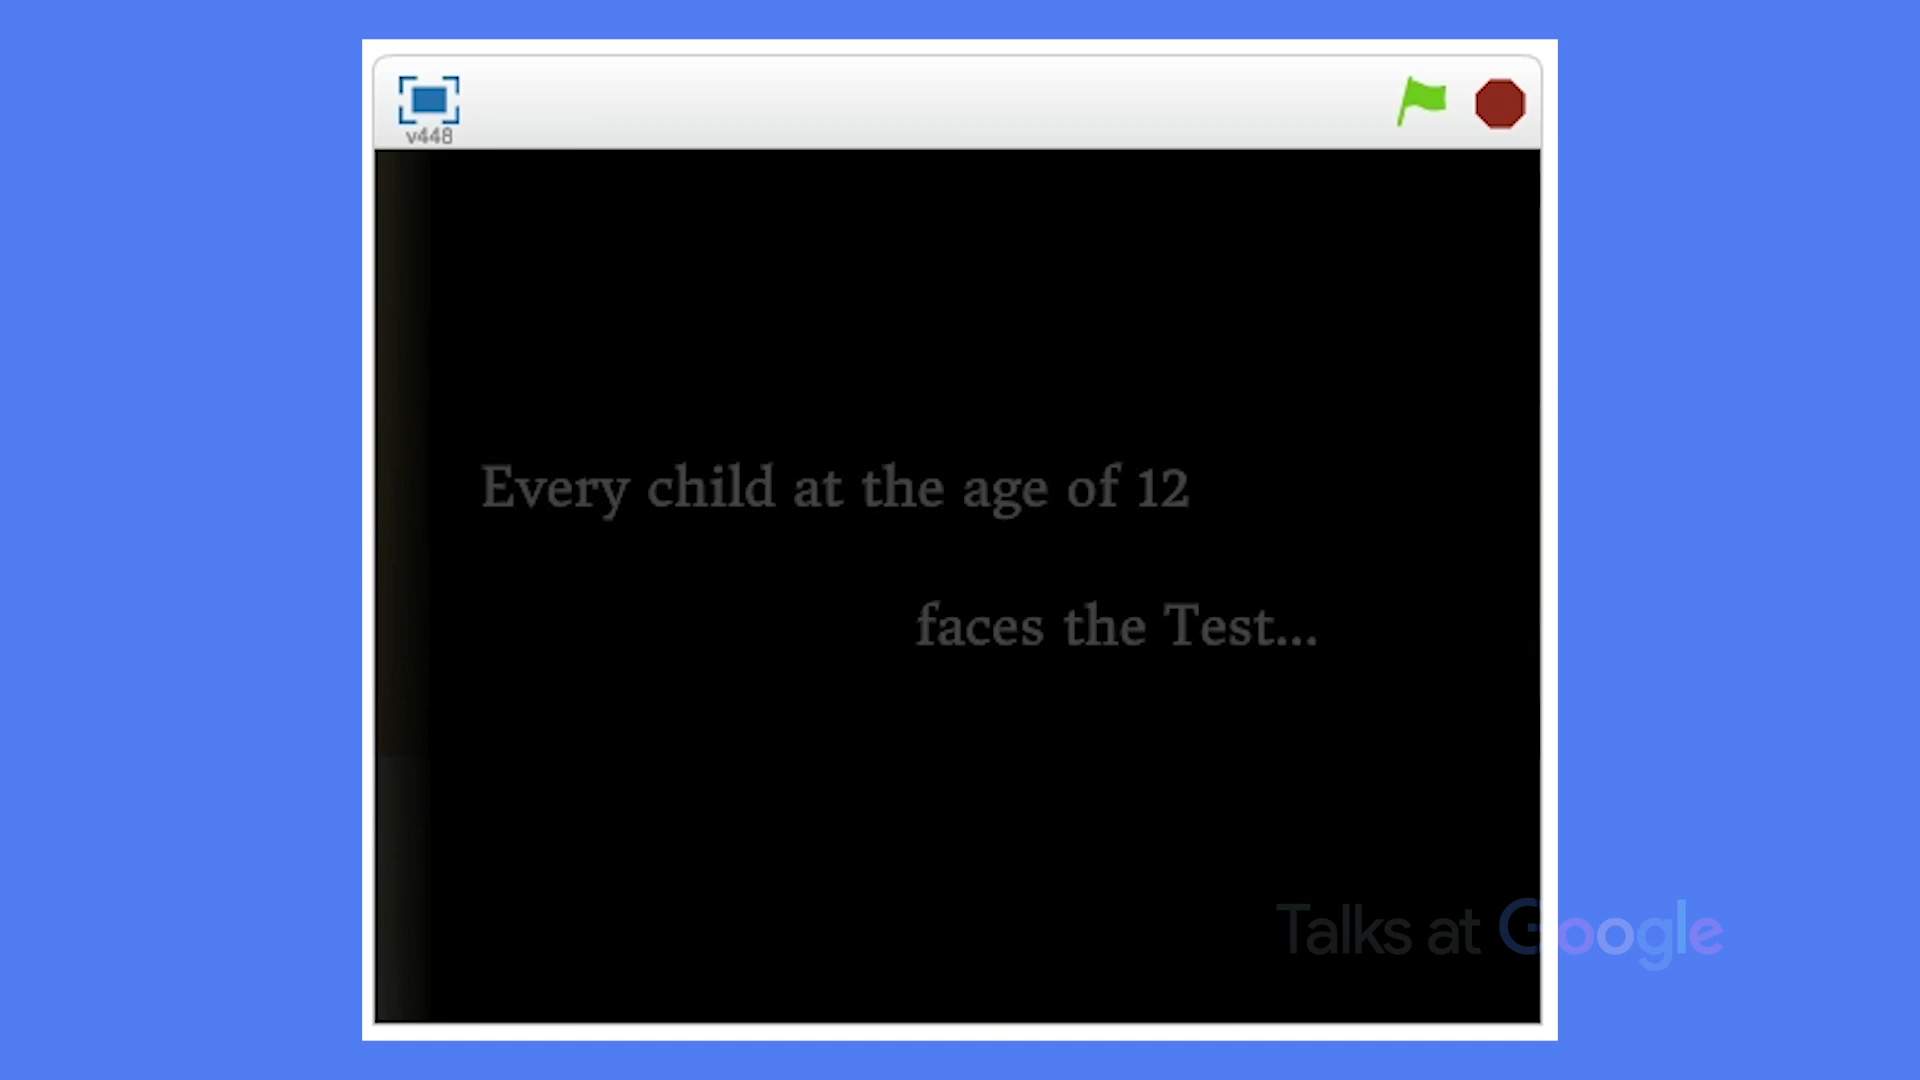 v448
Every child at the age of 12
faces the Test...
Talks at Google